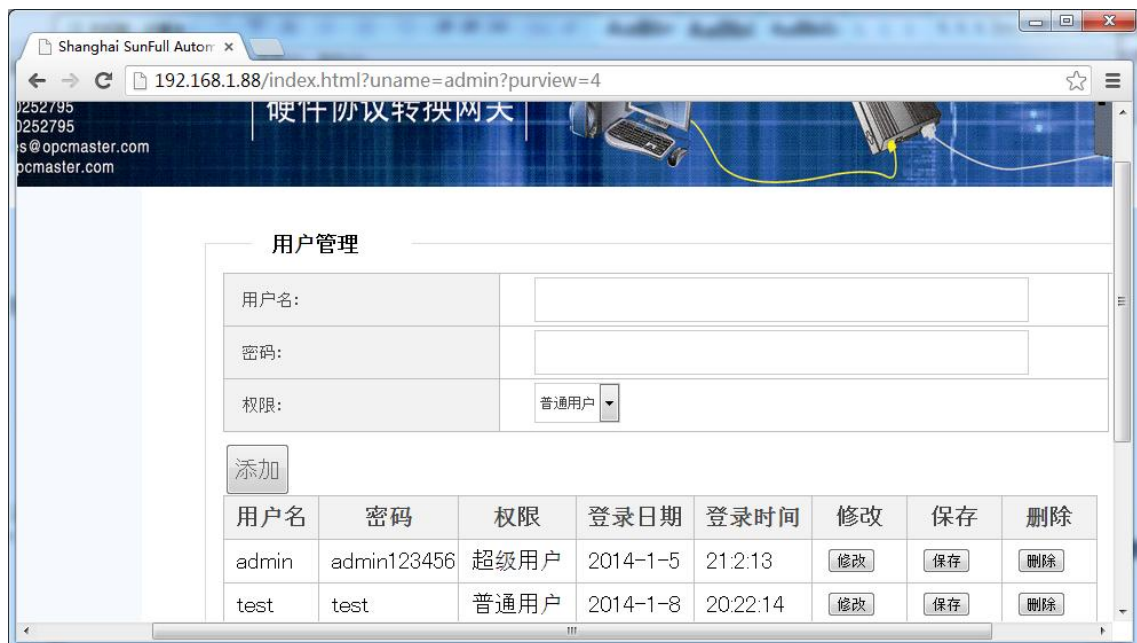 Shanghai SunFull Autom
192.168.1.88/index.html?uname=admin?purview=4
0252795
0252795
s@opcmaster.com
pcmaster.com
硬件协议转换网关
用户管理
用户名:
密码:
权限: 普通用户
添加
用户名 密码 权限 登录日期 登录时间 修改 保存 删除
admin admin123456 超级用户 2014-1-5 21:2:13 修改 保存 删除
test test 普通用户 2014-1-8 20:22:14 修改 保存 删除